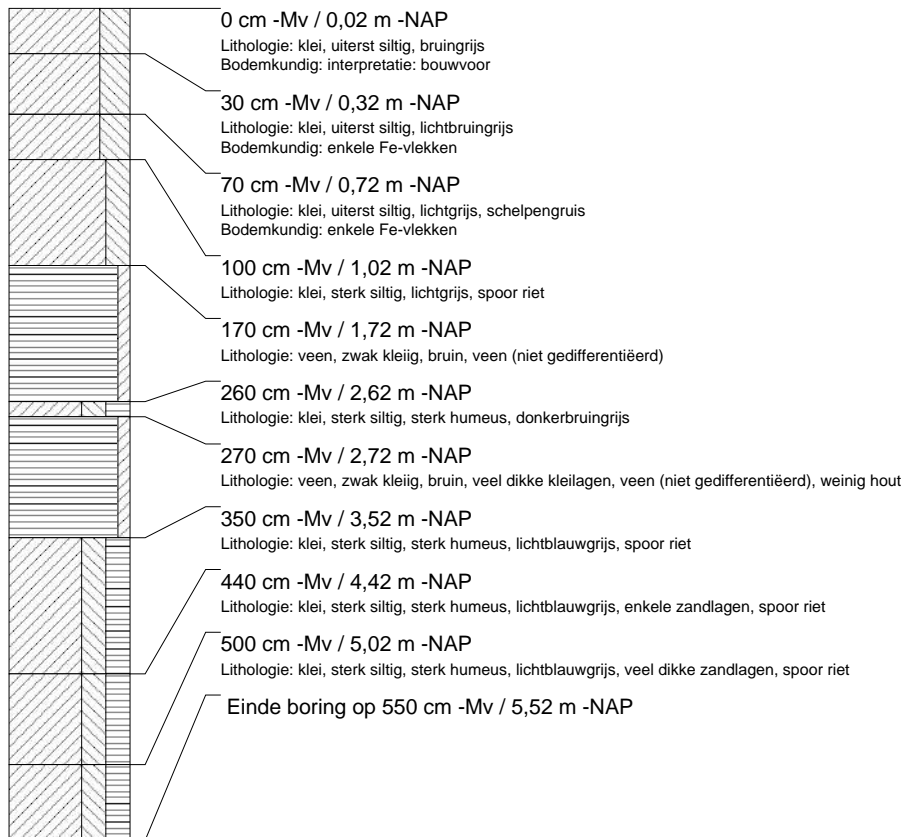 0 cm -Mv / 0,02 m -NAP
Lithologie: klei, uiterst siltig, bruingrijs
Bodemkundig: interpretatie: bouwvoor
30 cm -Mv / 0,32 m -NAP
Lithologie: klei, uiterst siltig, lichtbruingrijs
Bodemkundig: enkele Fe-vlekken
70 cm -Mv / 0,72 m -NAP
Lithologie: klei, uiterst siltig, lichtgrijs, schelpengruis
Bodemkundig: enkele Fe-vlekken
100 cm -Mv / 1,02 m -NAP
Lithologie: klei, sterk siltig, lichtgrijs, spoor riet
170 cm -Mv / 1,72 m -NAP
Lithologie: veen, zwak kleiig, bruin, veen (niet gedifferentiëerd)
260 cm -Mv / 2,62 m -NAP
Lithologie: klei, sterk siltig, sterk humeus, donkerbruingrijs
270 cm -Mv / 2,72 m -NAP
Lithologie: veen, zwak kleiig, bruin, veel dikke kleilagen, veen (niet gedifferentiëerd), weinig hout
350 cm -Mv / 3,52 m -NAP
Lithologie: klei, sterk siltig, sterk humeus, lichtblauwgrijs, spoor riet
440 cm -Mv / 4,42 m -NAP
Lithologie: klei, sterk siltig, sterk humeus, lichtblauwgrijs, enkele zandlagen, spoor riet
500 cm -Mv / 5,02 m -NAP
Lithologie: klei, sterk siltig, sterk humeus, lichtblauwgrijs, veel dikke zandlagen, spoor riet
Einde boring op 550 cm -Mv / 5,52 m -NAP